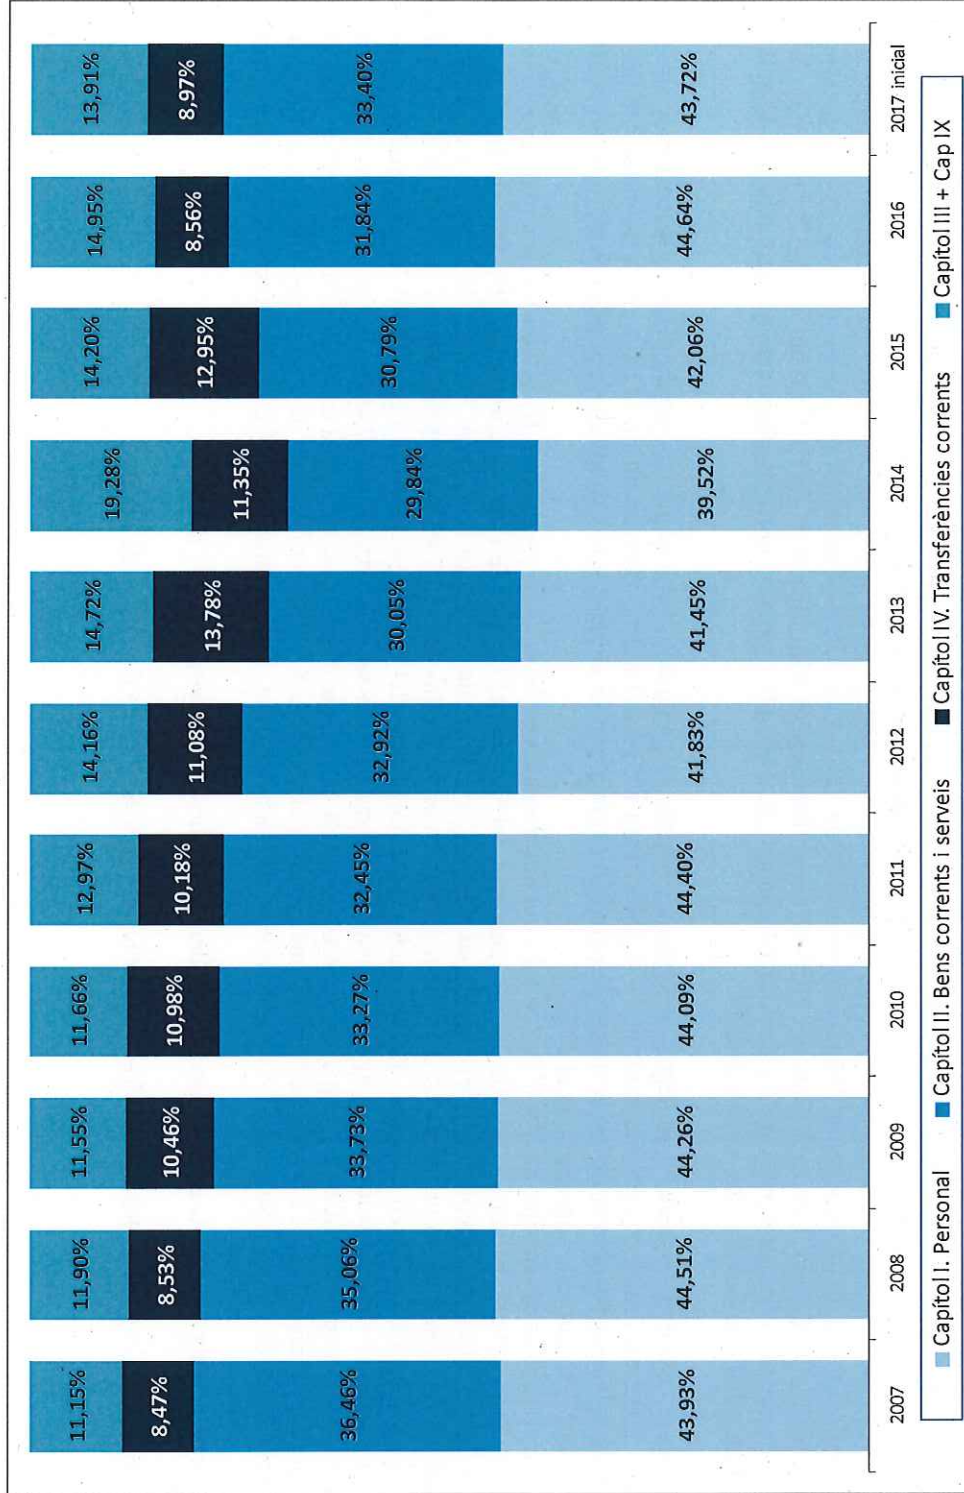 11,15% 11,90% 11,55% 11,66% 12,97% 14,16% 14,72% 19,28% 14,20% 14,95% 13,91%
8,47% 8,53% 10,46% 10,98% 10,18% 11,08% 13,78% 11,35% 12,95% 8,56% 8,97%
36,46% 35,06% 33,73% 33,27% 32,45% 32,92% 30,05% 29,84% 30,79% 31,84% 33,40%
43,93% 44,51% 44,26% 44,09% 44,40% 41,83% 41,45% 39,52% 42,06% 44,64% 43,72%
2007 2008 2009 2010 2011 2012 2013 2014 2015 2016 2017 inicial
Capítol I. Personal Capítol II. Bens corrents i serveis Capítol IV. Transferències corrents Capítol III + Cap IX